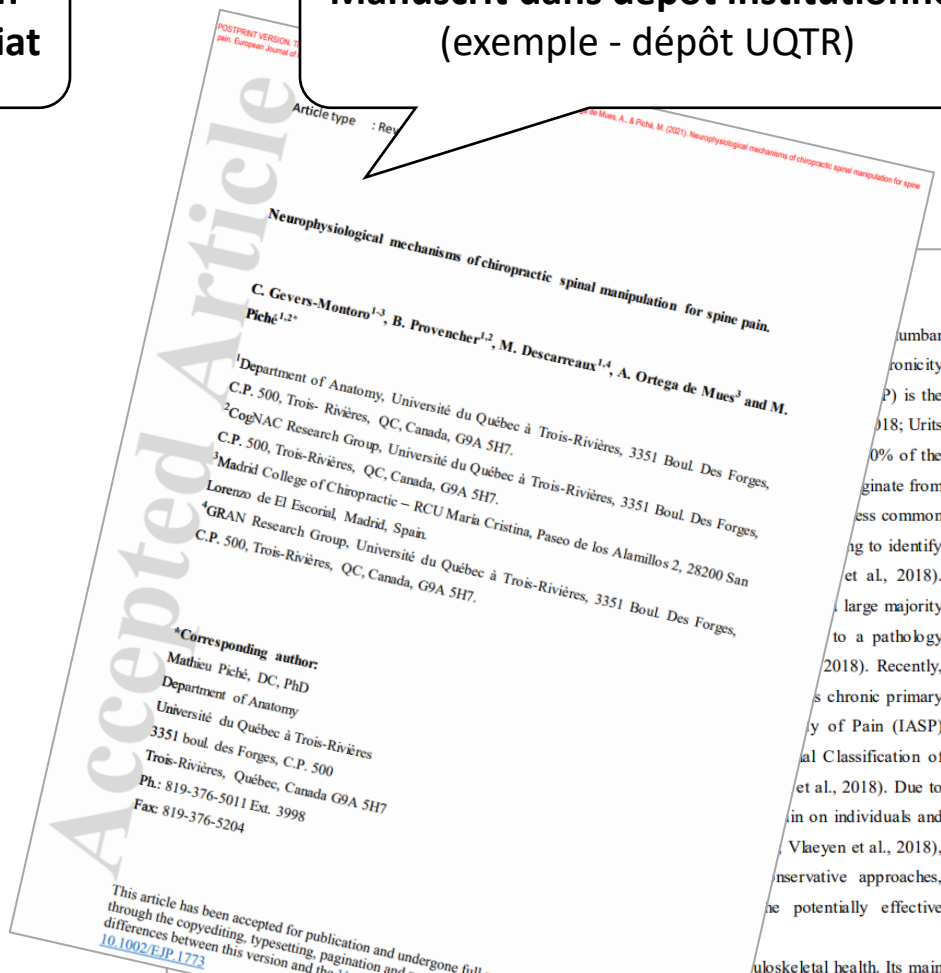 iat
Manuscrit dans dépôt institutionne
(exemple - dépôt UQTR)
POSTPRINT VERSION.
pain. European Journal of
de Mues, A., & Piché, M. (2021). Neurophysiological mechanisms of chiropractic spinal manipulation for spine
Accepted Article
Article type : Rev
Neurophysiological mechanisms of chiropractic spinal manipulation for spine pain.
C. Gevers-Montoro1-3, B. Provencher1,2, M. Descarreaux1,4, A. Ortega de Mues3 and M.
Piché1,2*
1Department of Anatomy, Université du Québec à Trois-Rivières, 3351 Boul. Des Forges,
C.P. 500, Trois- Rivières, QC, Canada, G9A 5H7.
2CogNAC Research Group, Université du Québec à Trois-Rivières, 3351 Boul. Des Forges,
C.P. 500, Trois-Rivières, QC, Canada, G9A 5H7.
3Madrid College of Chiropractic – RCU María Cristina, Paseo de los Alamillos 2, 28200 San
Lorenzo de El Escorial, Madrid, Spain.
4GRAN Research Group, Université du Québec à Trois-Rivières, 3351 Boul. Des Forges,
C.P. 500, Trois-Rivières, QC, Canada, G9A 5H7.
*Corresponding author:
Mathieu Piché, DC, PhD
Department of Anatomy
Université du Québec à Trois-Rivières
3351 boul. des Forges, C.P. 500
Trois-Rivières, Québec, Canada G9A 5H7
Ph.: 819-376-5011 Ext. 3998
Fax: 819-376-5204
This article has been accepted for publication and undergone full
through the copyediting, typesetting, pagination and
differences between this version and the
10.1002/EJP.1773
lumbar
ronicity
P) is the
018; Urits
0% of the
ginate from
ess common
ng to identify
et al., 2018).
large majority
to a pathology
2018). Recently,
s chronic primary
y of Pain (IASP)
al Classification of
et al., 2018). Due to
in on individuals and
Vlaeyen et al., 2018),
nservative approaches,
he potentially effective
uloskeletal health. Its main